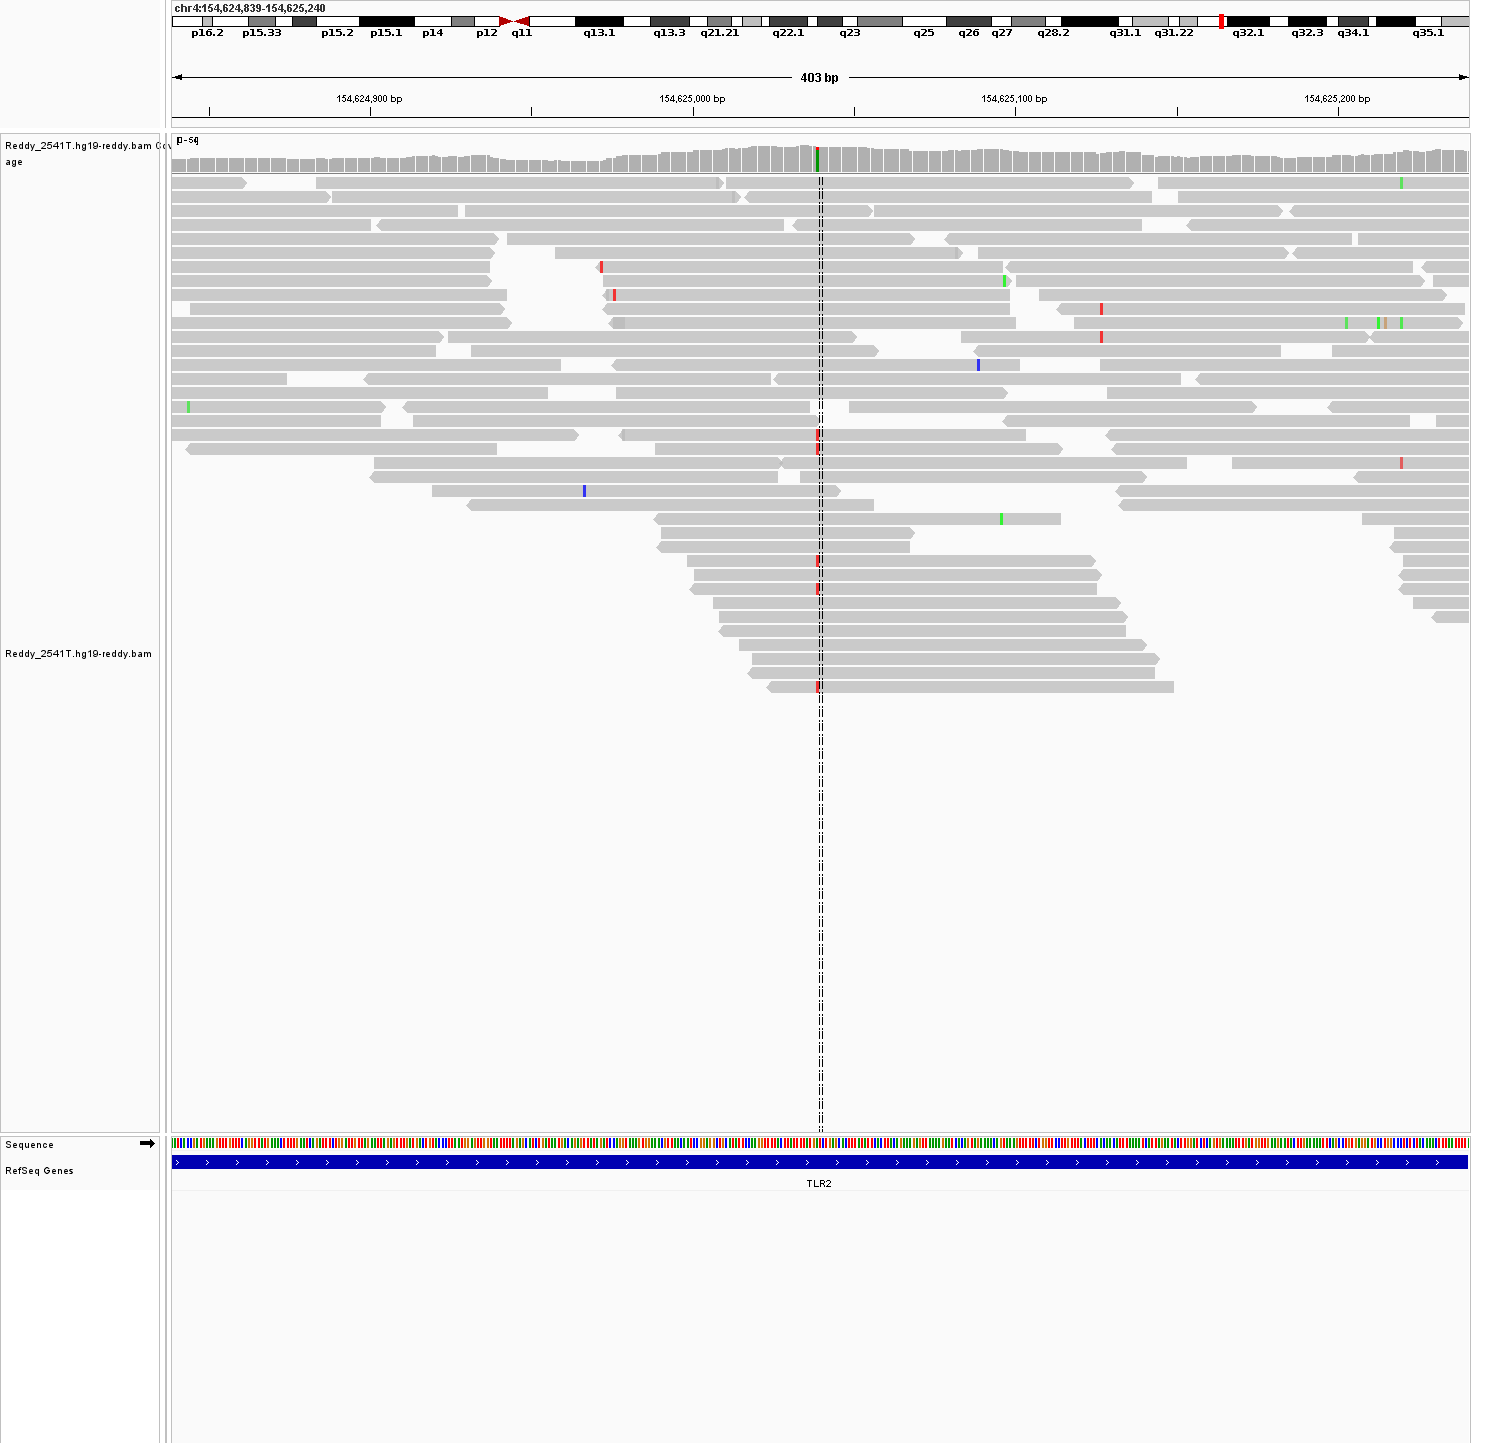 chr4:154,624,839-154,625,240
p16.2 p15.33 p15.2 p15.1 p14 p12 q11 q13.1 q13.3 q21.21 q22.1 q23 q25 q26 q27 q28.2 q31.1 q31.22 q32.1 q32.3 q34.1 q35.1
403 bp
154,624,900 bp 154,625,000 bp 154,625,100 bp 154,625,200 bp
Reddy_2541T.hg19-reddy.bam Cov
age
[0-54]
Reddy_2541T.hg19-reddy.bam
Sequence
RefSeq Genes
TLR2